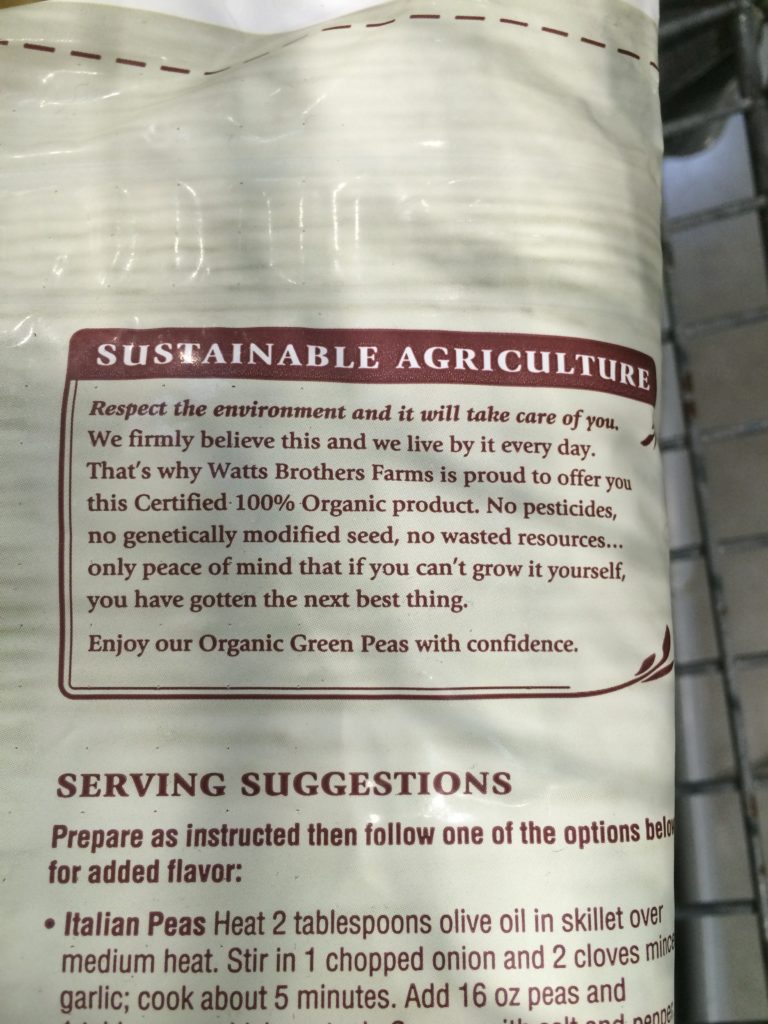 SUSTAINABLE AGRICULTURE
Respect the environment and it will take care of you.
We firmly believe this and we live by it every day.
That's why Watts Brothers Farms is proud to offer you
this Certified 100% Organic product. No pesticides,
no genetically modified seed, no wasted resources...
only peace of mind that if you can't grow it yourself,
you have gotten the next best thing.
Enjoy our Organic Green Peas with confidence.
SERVING SUGGESTIONS
Prepare as instructed then follow one of the options below
for added flavor:
• Italian Peas Heat 2 tablespoons olive oil in skillet over
medium heat. Stir in 1 chopped onion and 2 cloves
garlic; cook about 5 minutes. Add 16 oz peas and
with salt and pepper